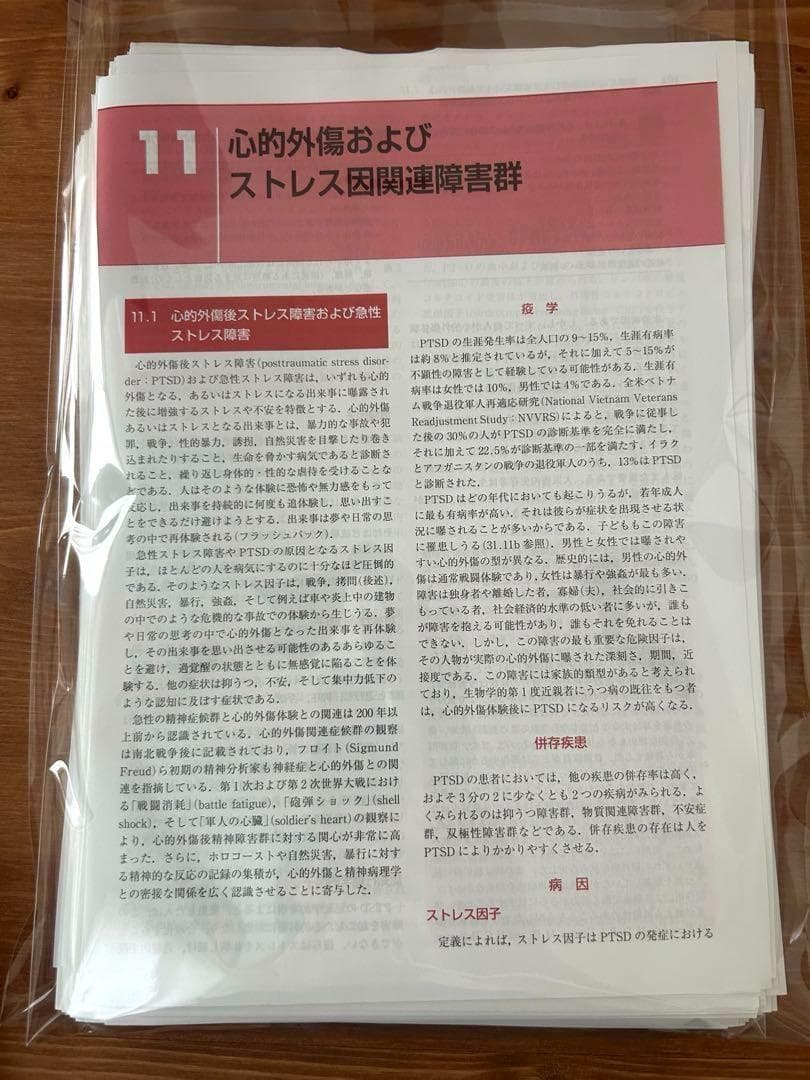 11
心的外傷および
ストレス因関連障害群
11.1 心的外傷後ストレス障害および急性
ストレス障害
心的外傷後ストレス障害(posttraumatic stress disor-
der：PTSD)および急性ストレス障害は，いずれも心的
外傷となる，あるいはストレスになる出来事に曝露され
た後に増強するストレスや不安を特徴とする．心的外傷
あるいはストレスとなる出来事とは，暴力的な事故や犯
罪，戦争，性的暴力，誘拐，自然災害を目撃したり巻き
込まれたりすること，生命を脅かす病気であると診断さ
れること，繰り返し身体的・性的な虐待を受けることな
どである．人はそのような体験に恐怖や無力感をもって
反応し，出来事を持続的に何度も追体験し，思い出すこ
とをできるだけ避けようとする．出来事は夢や日常の思
考の中で再体験される(フラッシュバック)．
急性ストレス障害やPTSDの原因となるストレス因
子は，ほとんどの人を病気にするのに十分なほど圧倒的
である．そのようなストレス因子は，戦争，拷問(後述)，
自然災害，暴行，強姦，そして例えば車や炎上中の建物
の中でのような危機的な事故での体験から生じうる．夢
や日常の思考の中で心的外傷となった出来事を再体験
し，その出来事を思い出させる可能性のあるあらゆるこ
とを避け，過覚醒の状態とともに無感覚に陥ることを体
験する．他の症状は抑うつ，不安，そして集中力低下の
ような認知に及ぼす症状である．
急性の精神症候群と心的外傷体験との関連は200年以
上前から認識されている．心的外傷関連症候群の観察
は南北戦争後に記載されており，フロイト(Sigmund
Freud)ら初期の精神分析家も神経症と心的外傷との関
連を指摘している．第1次および第2次世界大戦におけ
る「戦闘消耗」(battle fatigue)，「砲弾ショック」(shell
shock)，そして「軍人の心臓」(soldier's heart)の観察に
より，心的外傷後精神障害群に対する関心が非常に高
まった．さらに，ホロコーストや自然災害，暴行に対す
る精神的な反応の記録の集積が，心的外傷と精神病理学
との密接な関係を広く認識させることに寄与した．
疫学
PTSDの生涯発生率は全人口の9～15%，生涯有病率
は約8%と推定されているが，それに加えて5～15%が
不顕性の障害として経験している可能性がある．生涯有
病率は女性では10%，男性では4%である．全米ベトナ
ム戦争退役軍人再適応研究(National Vietnam Veterans
Readjustment Study：NVVRS)によると，戦争に従事し
た後の30%の人がPTSDの診断基準を完全に満たし，
それに加えて22.5%が診断基準の一部を満たす．イラク
とアフガニスタンの戦争の退役軍人のうち，13%はPTSD
と診断された．
PTSDはどの年代においても起こりうるが，若年成人
に最も有病率が高い．それは彼らが症状を出現させる状
況に曝されることが多いからである．子どももこの障害
に罹患しうる(31.11b参照)．男性と女性では曝されや
すい心的外傷の型が異なる．歴史的には，男性の心的外
傷は通常戦闘体験であり，女性は暴行や強姦が最も多い．
障害は独身者や離婚した者，寡婦(夫)，社会的に引きこ
もっている者，社会経済的水準の低い者に多いが，誰も
が障害を抱える可能性があり，誰もそれを免れることは
できない．しかし，この障害の最も重要な危険因子は，
その人物が実際の心的外傷に曝された深刻さ，期間，近
接度である．この障害には家族的類型があると考えられ
ており，生物学的第1度近親者にうつ病の既往をもつ者
は，心的外傷体験後にPTSDになるリスクが高くなる．
併存疾患
PTSDの患者においては，他の疾患の併存率は高く，
およそ3分の2に少なくとも2つの疾病がみられる．よ
くみられるのは抑うつ障害群，物質関連障害群，不安症
群，双極性障害群などである．併存疾患の存在は人を
PTSDによりかかりやすくさせる．
病因
ストレス因子
定義によれば，ストレス因子はPTSDの発症における